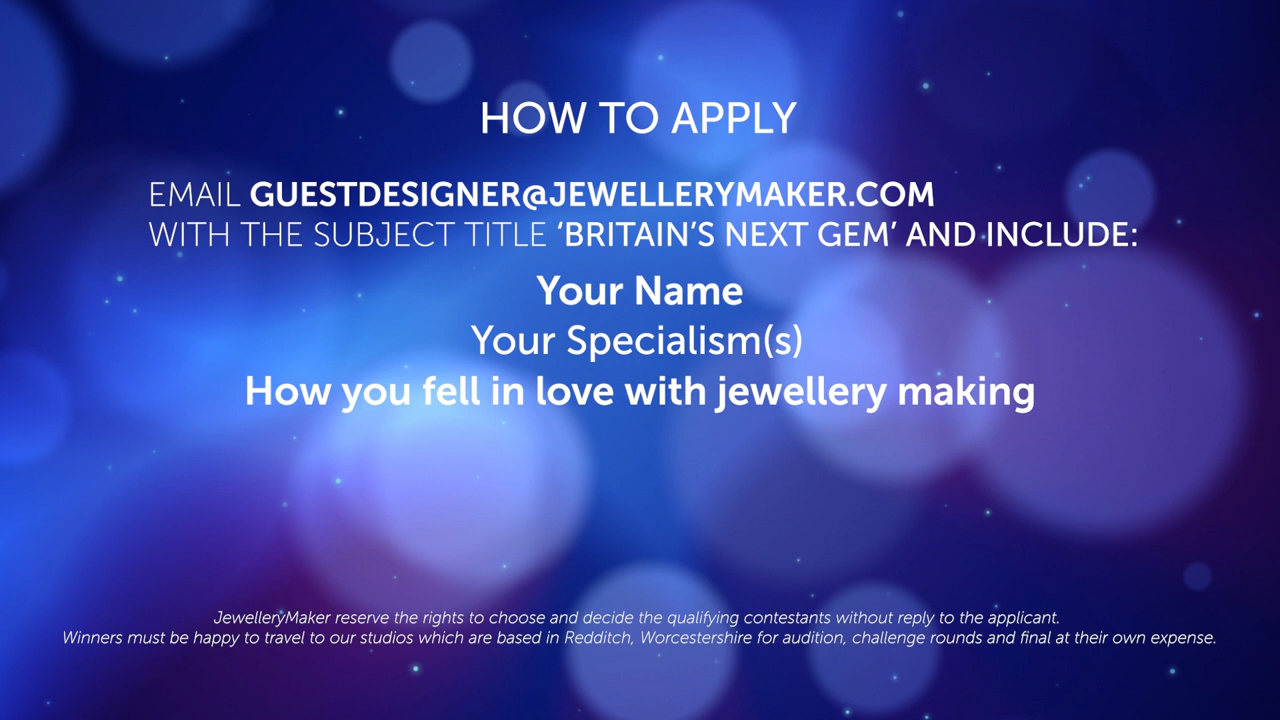 HOW TO APPLY
EMAIL GUESTDESIGNER@JEWELLERYMAKER.COM
WITH THE SUBJECT TITLE ‘BRITAIN’S NEXT GEM’ AND INCLUDE:
Your Name
Your Specialism(s)
How you fell in love with jewellery making
JewelleryMaker reserve the rights to choose and decide the qualifying contestants without reply to the applicant.
Winners must be happy to travel to our studios which are based in Redditch, Worcestershire for audition, challenge rounds and final at their own expense.